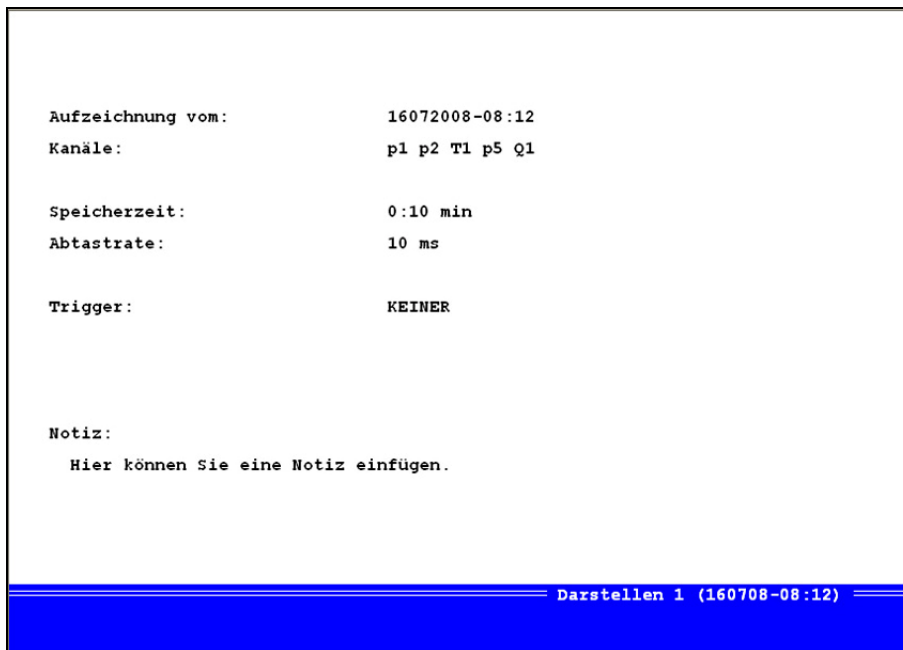 Aufzeichnung vom: 16072008-08:12
Kanäle: p1 p2 T1 p5 Q1
Speicherzeit: 0:10 min
Abtastrate: 10 ms
Trigger: KEINER
Notiz:
Hier können Sie eine Notiz einfügen.
Darstellen 1 (160708-08:12)